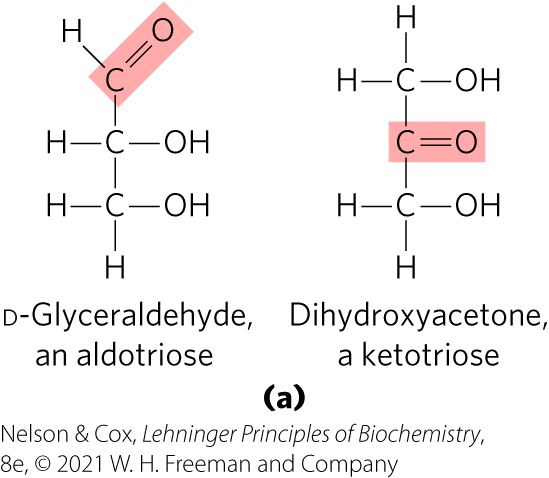 H O
C
H—C—OH
H—C—OH
H
D-Glyceraldehyde,
an aldotriose
H
H—C—OH
C=O
H—C—OH
H
Dihydroxyacetone,
a ketotriose
(a)
Nelson & Cox, Lehninger Principles of Biochemistry,
8e, © 2021 W. H. Freeman and Company